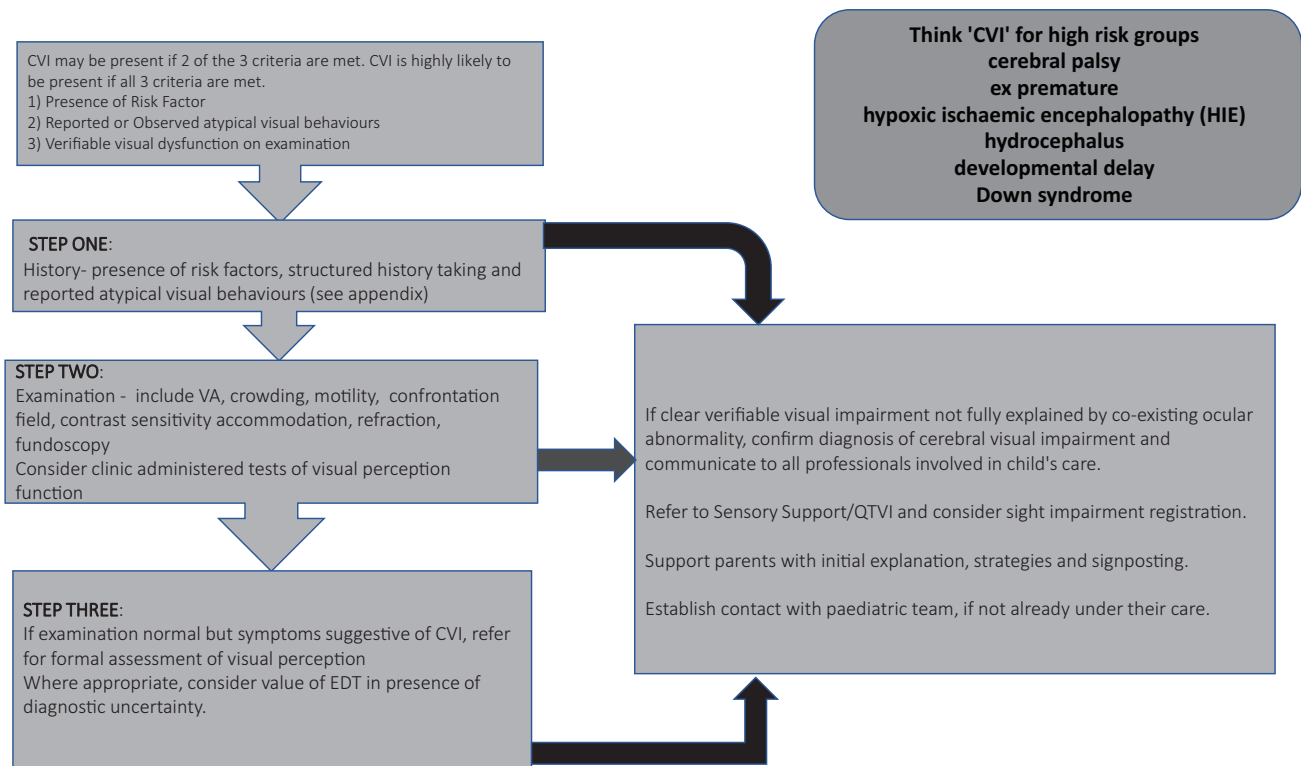 CVI may be present if 2 of the 3 criteria are met. CVI is highly likely to
be present if all 3 criteria are met.
1) Presence of Risk Factor
2) Reported or Observed atypical visual behaviours
3) Verifiable visual dysfunction on examination
Think 'CVI' for high risk groups
cerebral palsy
ex premature
hypoxic ischaemic encephalopathy (HIE)
hydrocephalus
developmental delay
Down syndrome
STEP ONE:
History- presence of risk factors, structured history taking and
reported atypical visual behaviours (see appendix)
STEP TWO:
Examination - include VA, crowding, motility, confrontation
field, contrast sensitivity accommodation, refraction,
fundoscopy
Consider clinic administered tests of visual perception
function
STEP THREE:
If examination normal but symptoms suggestive of CVI, refer
for formal assessment of visual perception
Where appropriate, consider value of EDT in presence of
diagnostic uncertainty.
If clear verifiable visual impairment not fully explained by co-existing ocular
abnormality, confirm diagnosis of cerebral visual impairment and
communicate to all professionals involved in child's care.
Refer to Sensory Support/QTVI and consider sight impairment registration.
Support parents with initial explanation, strategies and signposting.
Establish contact with paediatric team, if not already under their care.